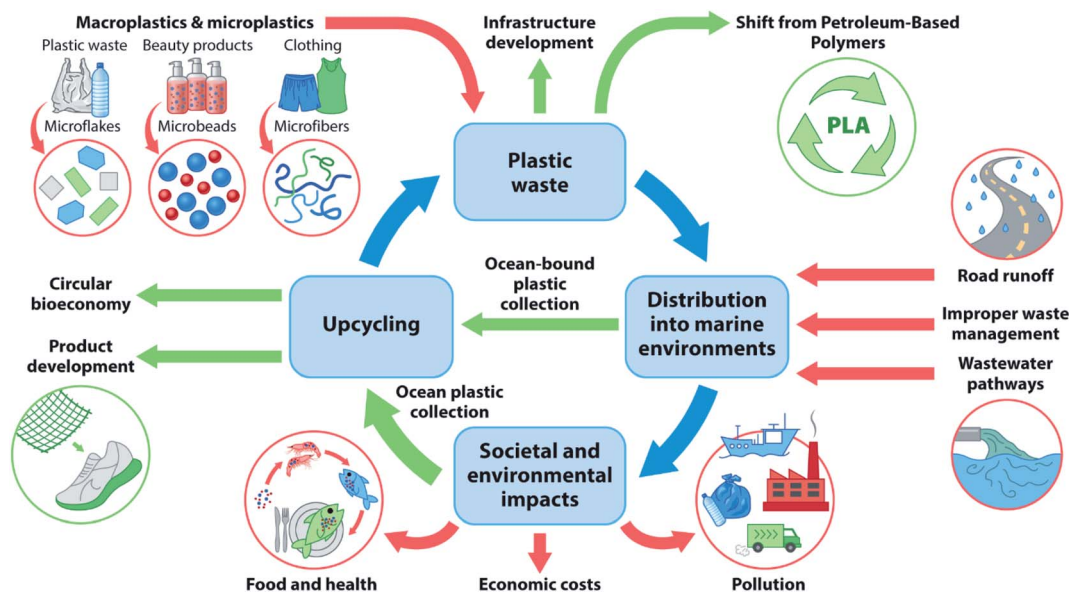 Macroplastics & microplastics
Plastic waste
Beauty products
Clothing
Microflakes
Microbeads
Microfibers
Infrastructure
development
Shift from Petroleum-Based
Polymers
PLA
Plastic
waste
Road runoff
Improper waste
management
Wastewater
pathways
Distribution
into marine
environments
Ocean-bound
plastic
collection
Upcycling
Circular
bioeconomy
Product
development
Ocean plastic
collection
Societal and
environmental
impacts
Food and health
Economic costs
Pollution